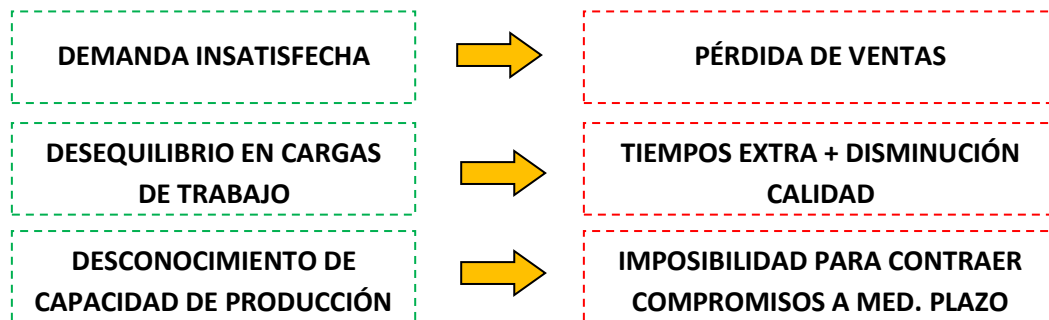 DEMANDA INSATISFECHA
PÉRDIDA DE VENTAS
DESEQUILIBRIO EN CARGAS
DE TRABAJO
TIEMPOS EXTRA + DISMINUCIÓN
CALIDAD
DESCONOCIMIENTO DE
CAPACIDAD DE PRODUCCIÓN
IMPOSIBILIDAD PARA CONTRAER
COMPROMISOS A MED. PLAZO